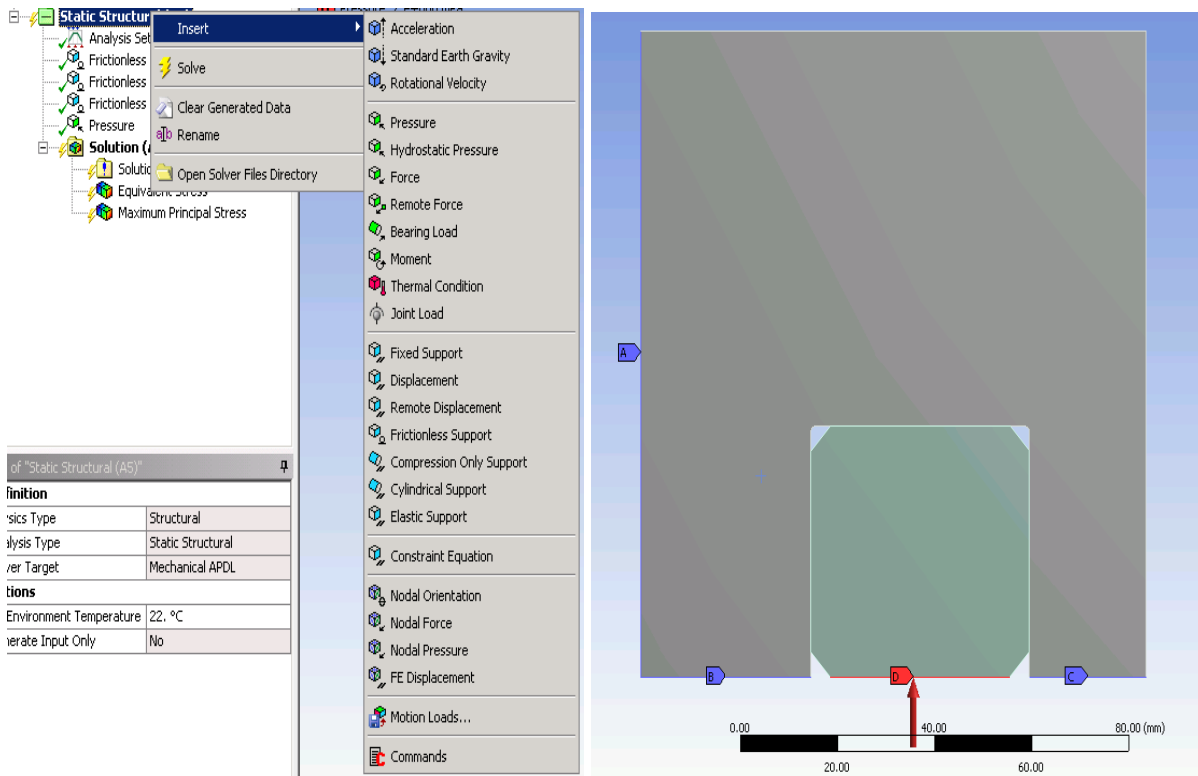 Static Structur
Analysis Set
Frictionless
Frictionless
Frictionless
Pressure
Solution (
Solutio
Equivalent Stress
Maximum Principal Stress
Insert
Solve
Clear Generated Data
Rename
Open Solver Files Directory
Acceleration
Standard Earth Gravity
Rotational Velocity
Pressure
Hydrostatic Pressure
Force
Remote Force
Bearing Load
Moment
Thermal Condition
Joint Load
Fixed Support
Displacement
Remote Displacement
Frictionless Support
Compression Only Support
Cylindrical Support
Elastic Support
Constraint Equation
Nodal Orientation
Nodal Force
Nodal Pressure
FE Displacement
Motion Loads...
Commands
of "Static Structural (A5)"
finition
sics Type Structural
alysis Type Static Structural
ver Target Mechanical APDL
tions
Environment Temperature 22. °C
nerate Input Only No
A
B D C
0.00 40.00 80.00 (mm)
20.00 60.00